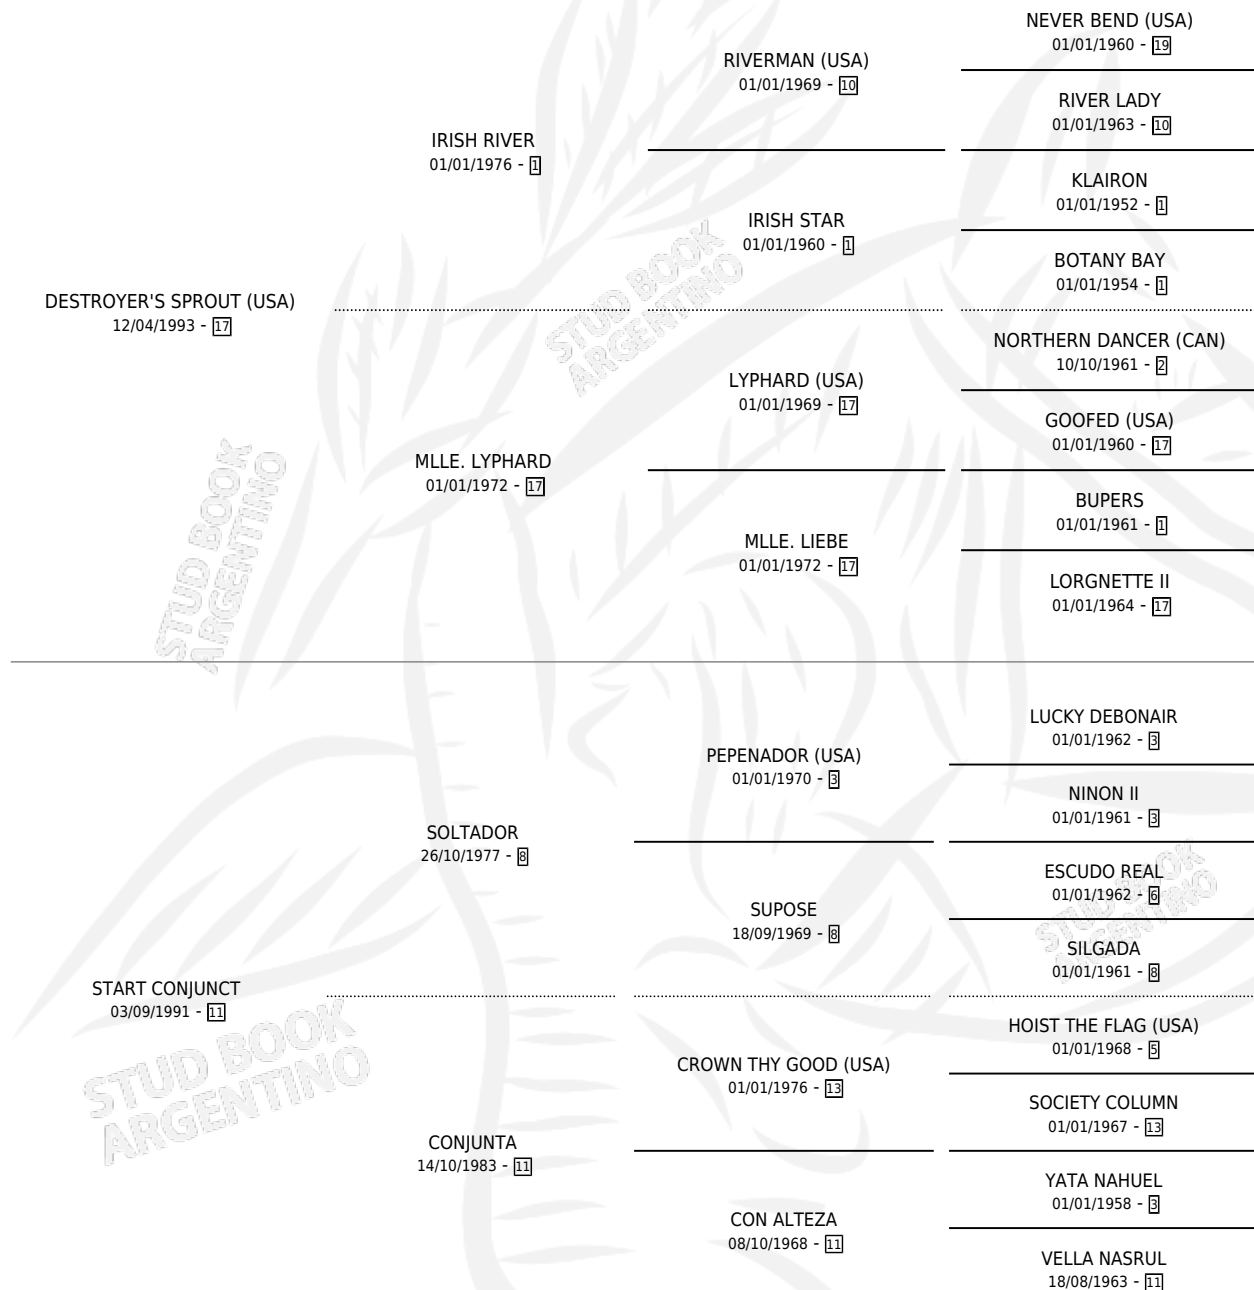 NEVER BEND (USA)
01/01/1960 - 19
RIVERMAN (USA)
01/01/1969 - 10
RIVER LADY
01/01/1963 - 10
IRISH RIVER
01/01/1976 - 1
KLAIRON
01/01/1952 - 1
IRISH STAR
01/01/1960 - 1
BOTANY BAY
01/01/1954 - 1
DESTROYER'S SPROUT (USA)
12/04/1993 - 17
NORTHERN DANCER (CAN)
10/10/1961 - 2
LYPHARD (USA)
01/01/1969 - 17
GOOFED (USA)
01/01/1960 - 17
MLLE. LYPHARD
01/01/1972 - 17
BUPERS
01/01/1961 - 1
MLLE. LIEBE
01/01/1972 - 17
LORGNETTE II
01/01/1964 - 17
LUCKY DEBONAIR
01/01/1962 - 3
PEPENADOR (USA)
01/01/1970 - 3
NINON II
01/01/1961 - 3
SOLTADOR
26/10/1977 - 8
ESCUDO REAL
01/01/1962 - 6
SUPOSE
18/09/1969 - 8
SILGADA
01/01/1961 - 8
START CONJUNCT
03/09/1991 - 11
HOIST THE FLAG (USA)
01/01/1968 - 5
CROWN THY GOOD (USA)
01/01/1976 - 13
SOCIETY COLUMN
01/01/1967 - 13
CONJUNTA
14/10/1983 - 11
YATA NAHUEL
01/01/1958 - 3
CON ALTEZA
08/10/1968 - 11
VELLA NASRUL
18/08/1963 - 11
STUD BOOK
ARGENTINO
STUD BOOK
ARGENTINO
STUD BOOK
ARGENTINO
STUD BOOK
ARGENTINO